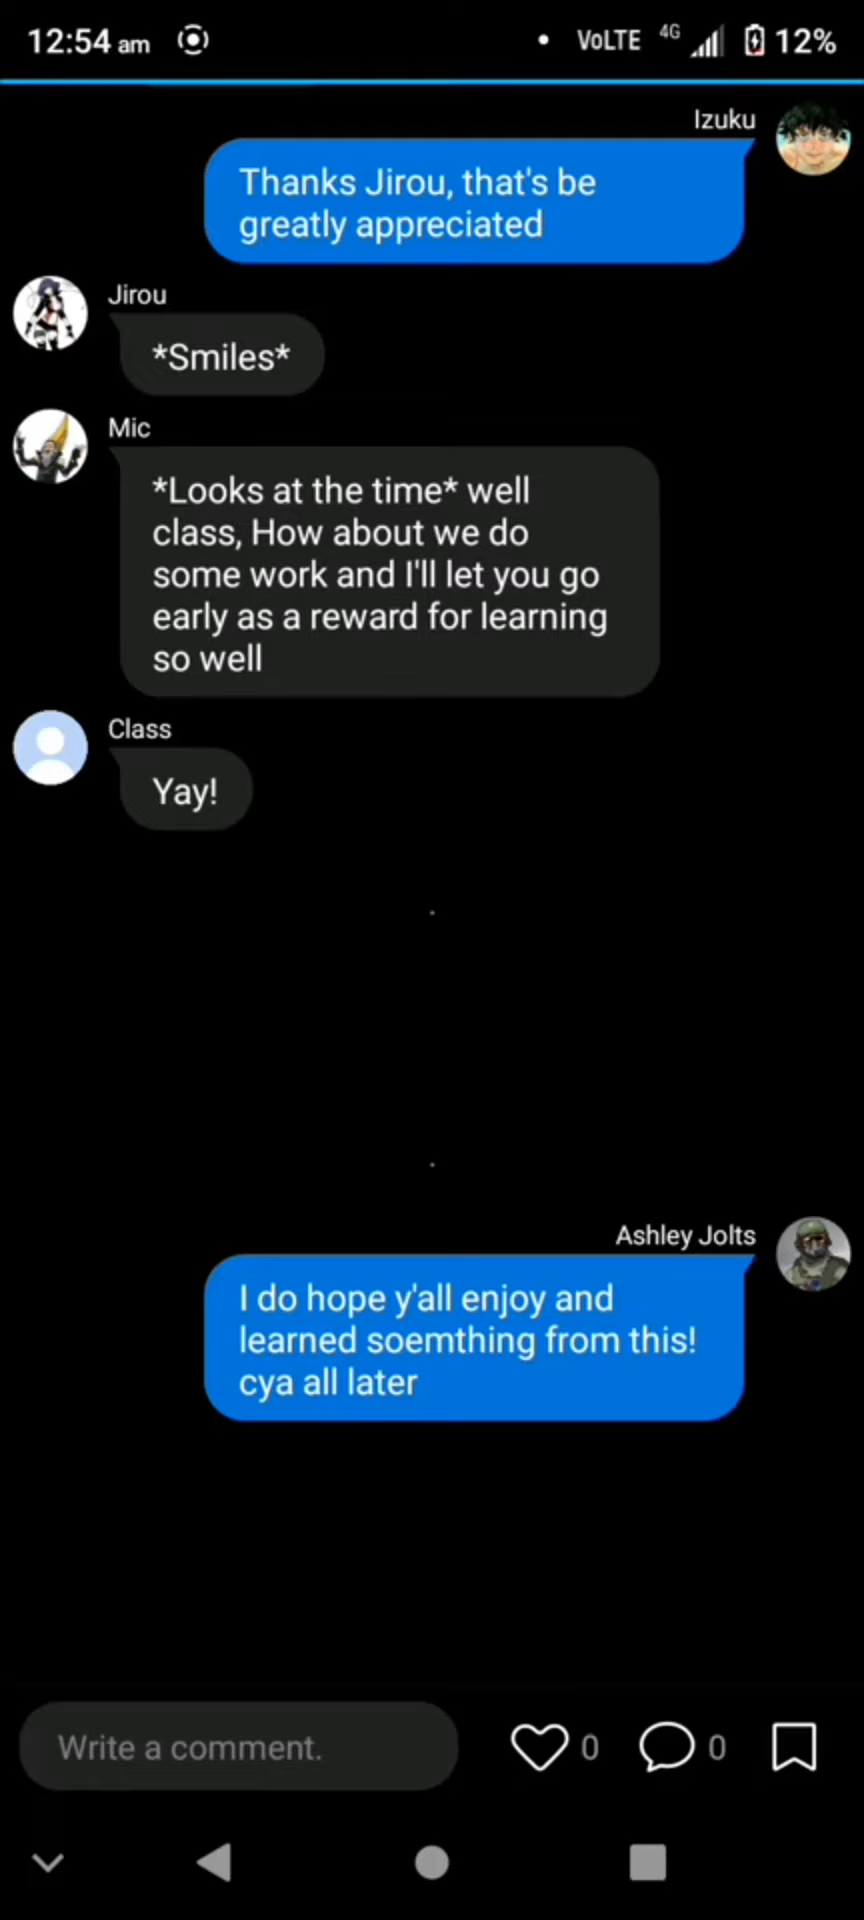 12:54 am VoLTE 4G 12%
Izuku
Thanks Jirou, that's be
greatly appreciated
Jirou
*Smiles*
Mic
*Looks at the time* well
class, How about we do
some work and I'll let you go
early as a reward for learning
so well
Class
Yay!
.
.
Ashley Jolts
I do hope y'all enjoy and
learned soemthing from this!
cya all later
Write a comment. 0 0